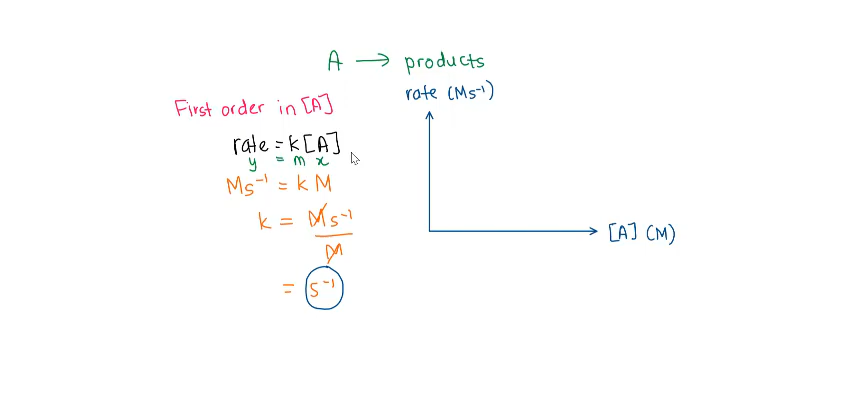 A → products
First order in [A]
rate = k[A]
y = m x
Ms⁻¹ = k M
k = Ms⁻¹
M
= s⁻¹
rate (Ms⁻¹)
[A] (M)